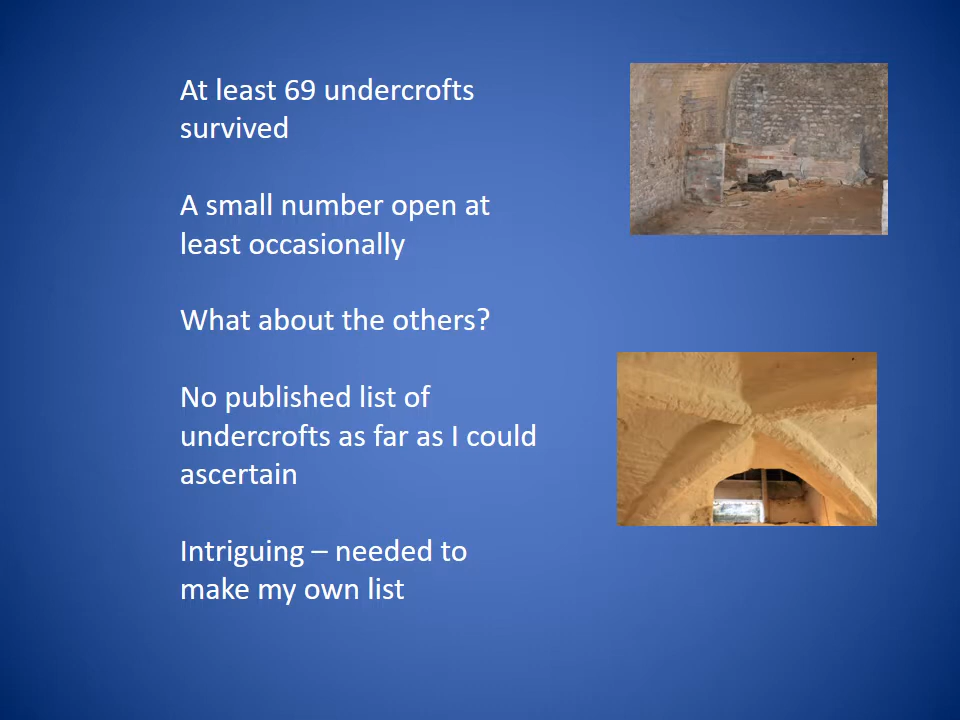 At least 69 undercrofts
survived
A small number open at
least occasionally
What about the others?
No published list of
undercrofts as far as I could
ascertain
Intriguing – needed to
make my own list